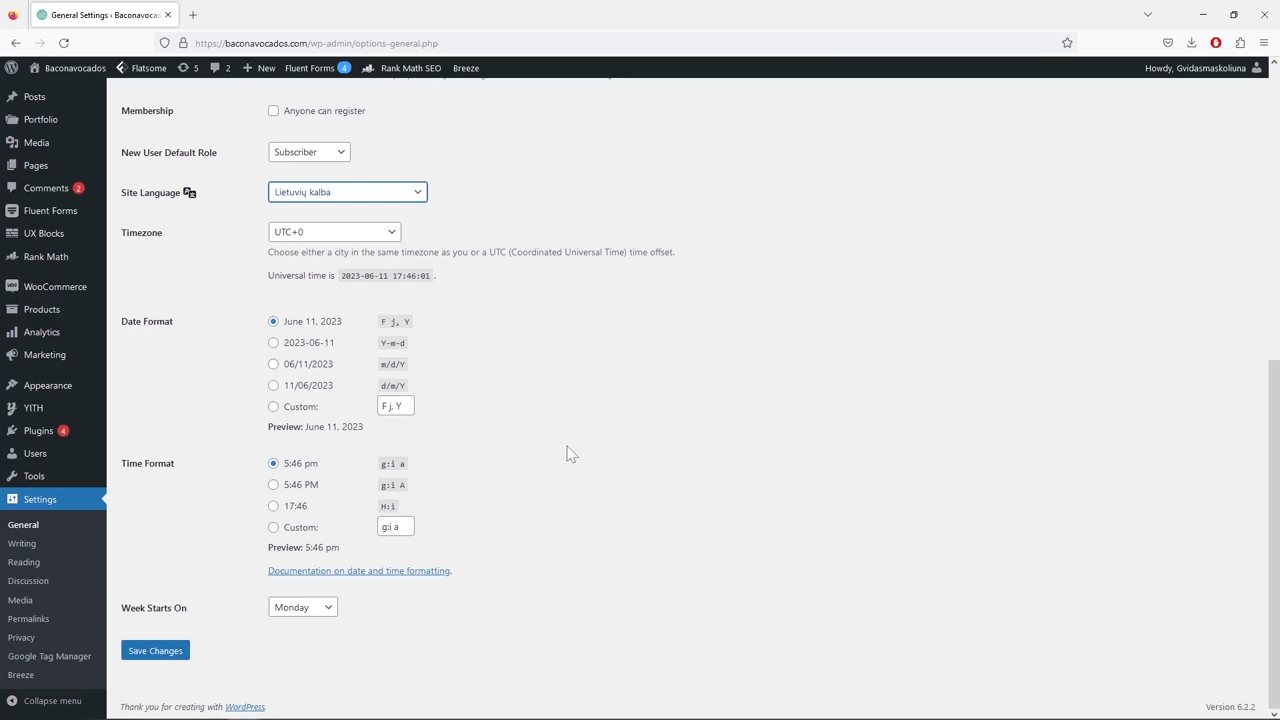 General Settings ‹ Baconavocad
https://baconavocados.com/wp-admin/options-general.php
Baconavocados Flatsome 5 2 New Fluent Forms 4 Rank Math SEO Breeze Howdy, Gvidasmaskoliuna
Posts
Portfolio
Media
Pages
Comments 2
Fluent Forms
UX Blocks
Rank Math
WooCommerce
Products
Analytics
Marketing
Appearance
YITH
Plugins 4
Users
Tools
Settings
General
Writing
Reading
Discussion
Media
Permalinks
Privacy
Google Tag Manager
Breeze
Collapse menu
Membership Anyone can register
New User Default Role Subscriber
Site Language Lietuvių kalba
Timezone UTC+0
Choose either a city in the same timezone as you or a UTC (Coordinated Universal Time) time offset.
Universal time is 2023-06-11 17:46:01 .
Date Format June 11, 2023 F j, Y
2023-06-11 Y-m-d
06/11/2023 m/d/Y
11/06/2023 d/m/Y
Custom: F j, Y
Preview: June 11, 2023
Time Format 5:46 pm g:i a
5:46 PM g:i A
17:46 H:i
Custom: g:i a
Preview: 5:46 pm
Documentation on date and time formatting.
Week Starts On Monday
Save Changes
Thank you for creating with WordPress.
Version 6.2.2